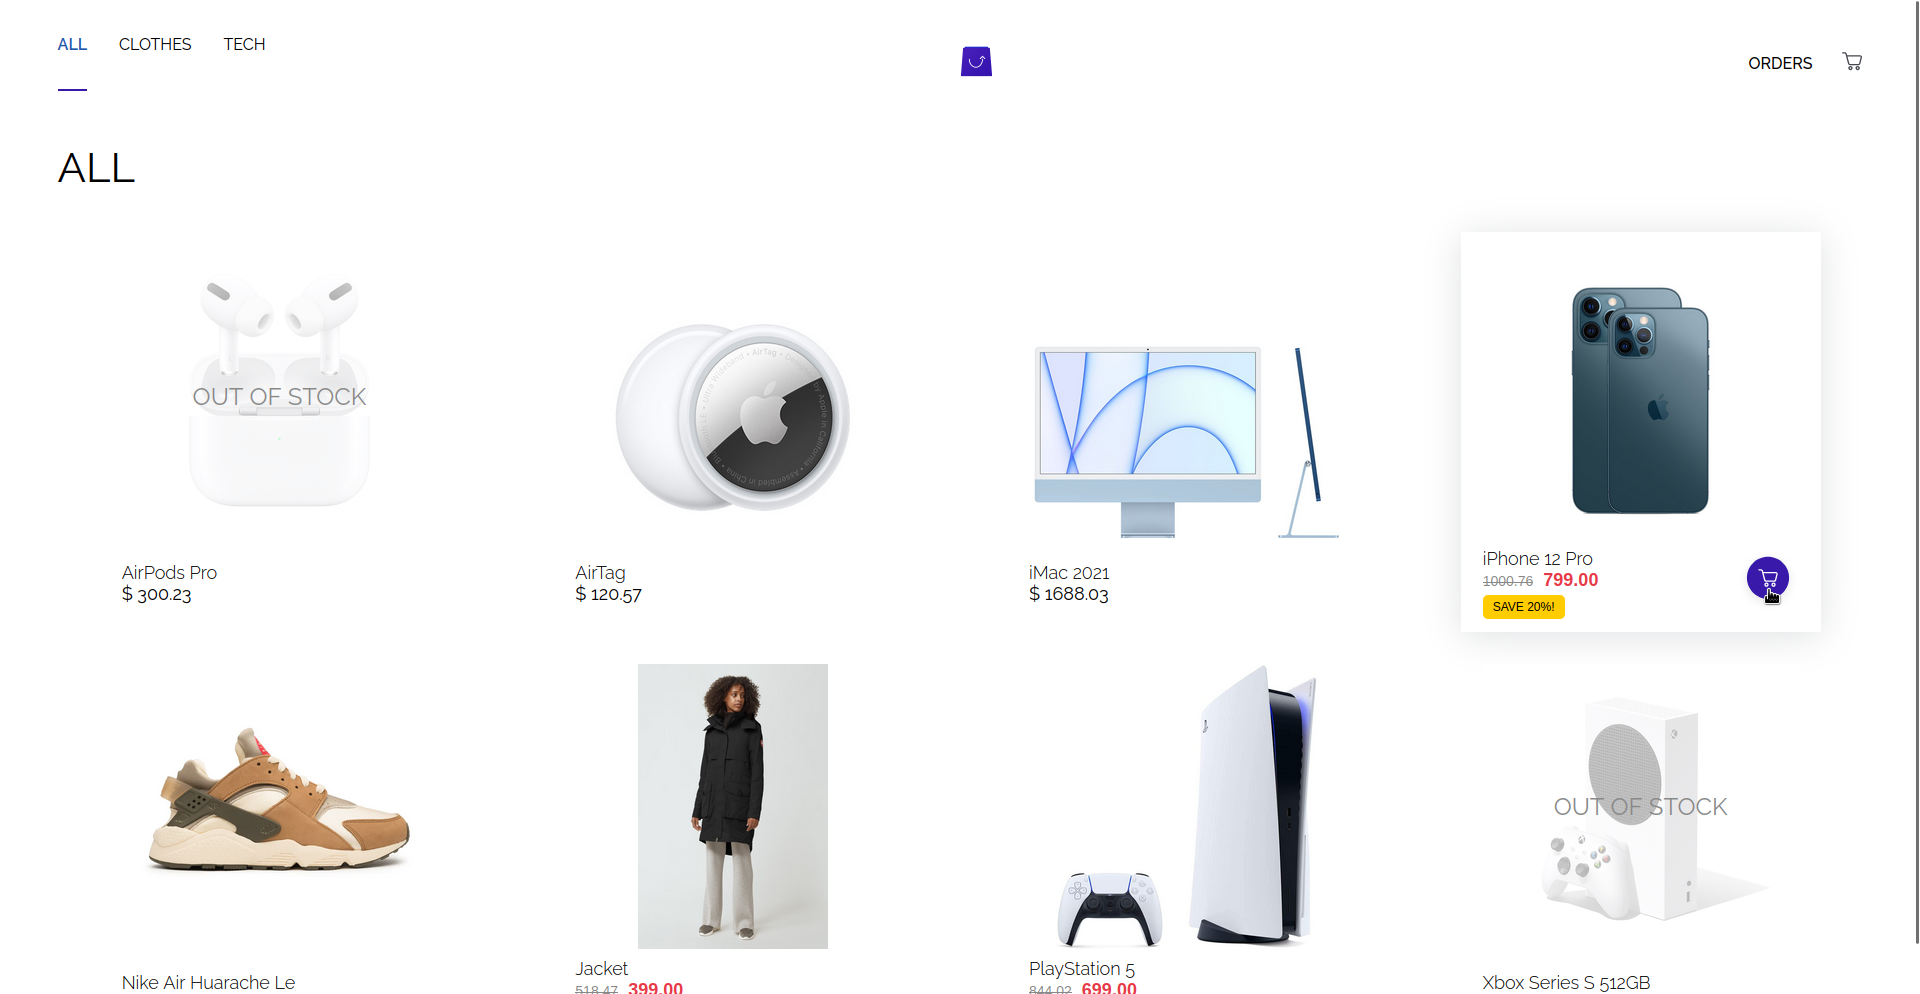 ALL CLOTHES TECH
ORDERS
ALL
OUT OF STOCK
AirPods Pro
$ 300.23
AirTag
AirTag
$ 120.57
iMac 2021
$ 1688.03
iPhone 12 Pro
1000.76 799.00
SAVE 20%!
Nike Air Huarache Le
Jacket
518.47 399.00
PlayStation 5
844.02 699.00
OUT OF STOCK
Xbox Series S 512GB